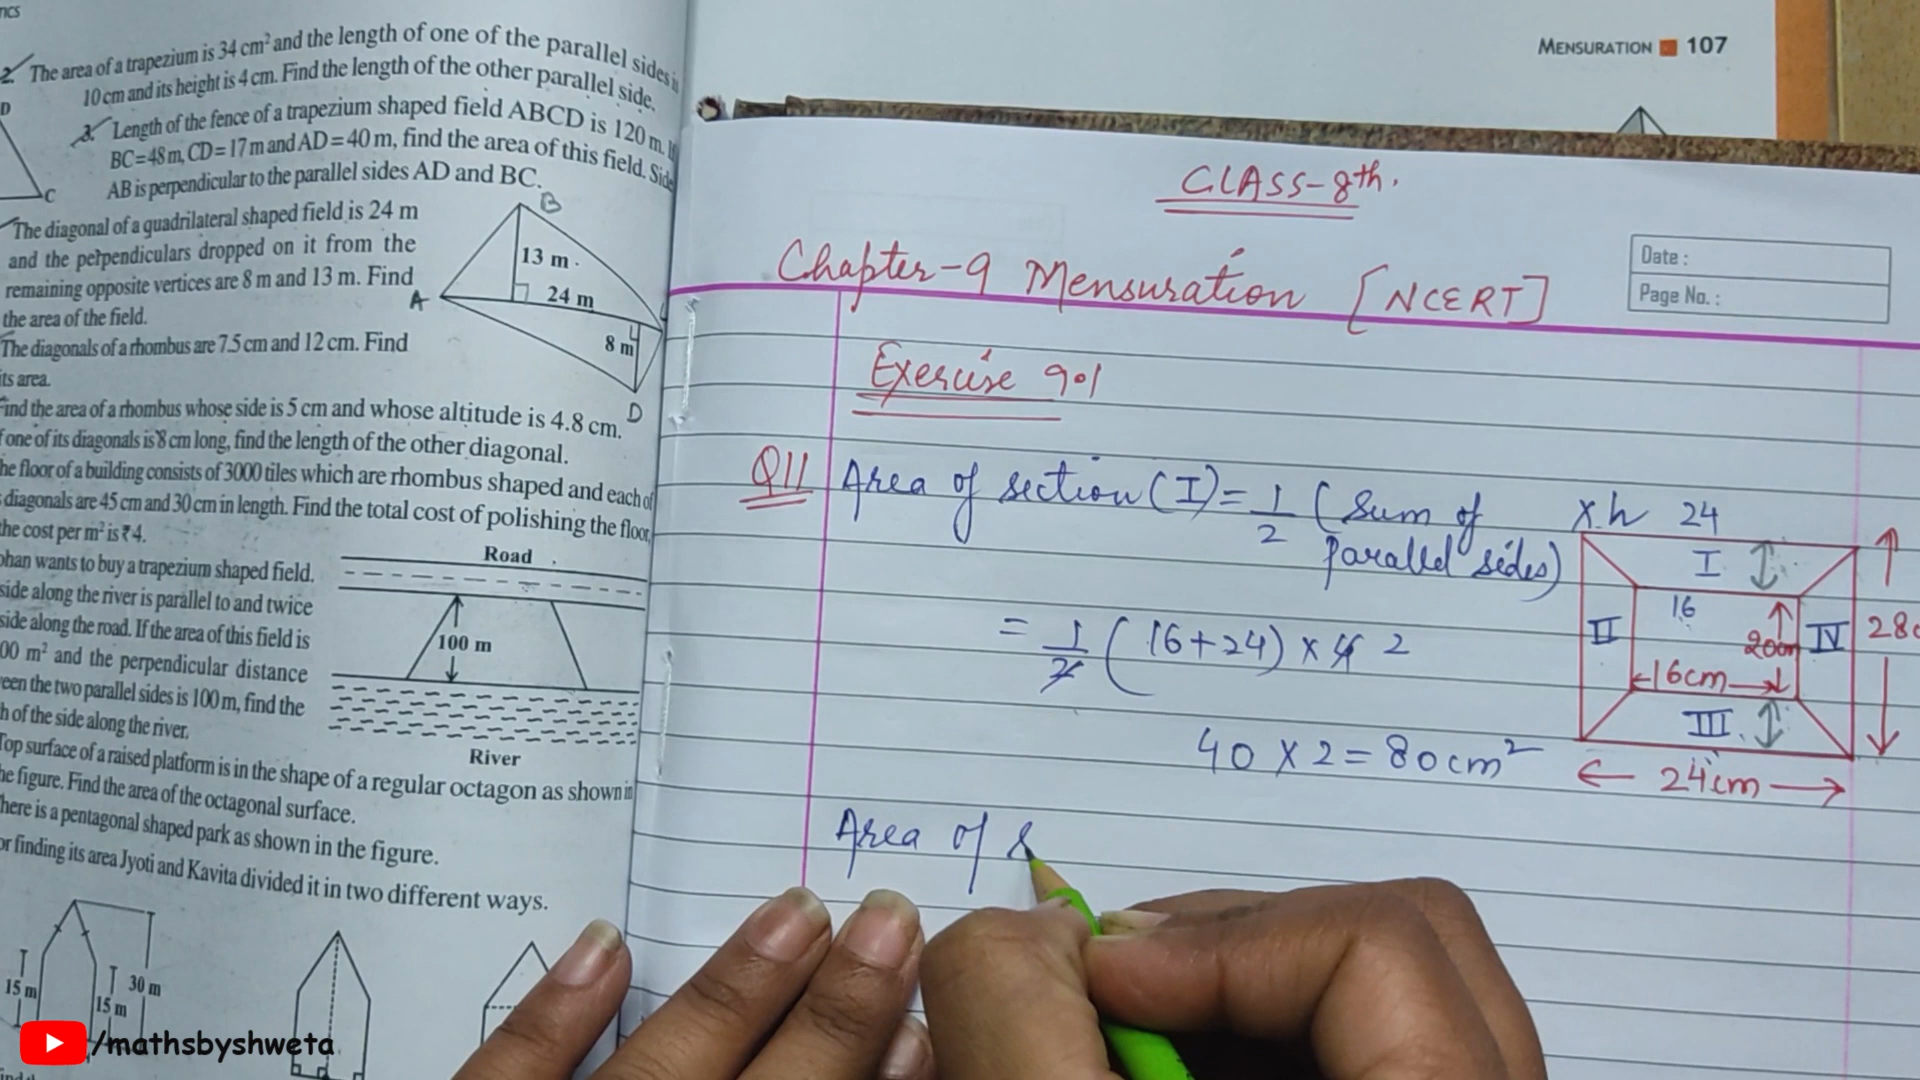 2. The area of a trapezium is 34 cm² and the length of one of the parallel sides is
10 cm and its height is 4 cm. Find the length of the other parallel side.
3. Length of the fence of a trapezium shaped field ABCD is 120 m. If
BC = 48 m, CD = 17 m and AD = 40 m, find the area of this field. Side
AB is perpendicular to the parallel sides AD and BC.
D
C
The diagonal of a quadrilateral shaped field is 24 m
and the perpendiculars dropped on it from the
remaining opposite vertices are 8 m and 13 m. Find
the area of the field.
B
13 m
24 m
A
8 m
D
The diagonals of a rhombus are 7.5 cm and 12 cm. Find
its area.
Find the area of a rhombus whose side is 5 cm and whose altitude is 4.8 cm.
one of its diagonals is 8 cm long, find the length of the other diagonal.
he floor of a building consists of 3000 tiles which are rhombus shaped and each of
diagonals are 45 cm and 30 cm in length. Find the total cost of polishing the floor,
the cost per m² is ₹ 4.
ohan wants to buy a trapezium shaped field.
side along the river is parallel to and twice
side along the road. If the area of this field is
00 m² and the perpendicular distance
een the two parallel sides is 100 m, find the
h of the side along the river.
Road
100 m
River
Top surface of a raised platform is in the shape of a regular octagon as shown in
he figure. Find the area of the octagonal surface.
There is a pentagonal shaped park as shown in the figure.
or finding its area Jyoti and Kavita divided it in two different ways.
15 m
15 m
30 m
/mathsbyshweta
MENSURATION 107
CLASS-8th.
Date :
Page No. :
Chapter-9 Mensuration [NCERT]
Exercise 9.1
Q11 Area of section (I) = 1/2 (Sum of parallel sides) x h
= 1/2 (16+24) x 4 2
40 x 2 = 80cm²
Area of s
24
I
16
II
20cm
IV
28c
16cm
III
24cm